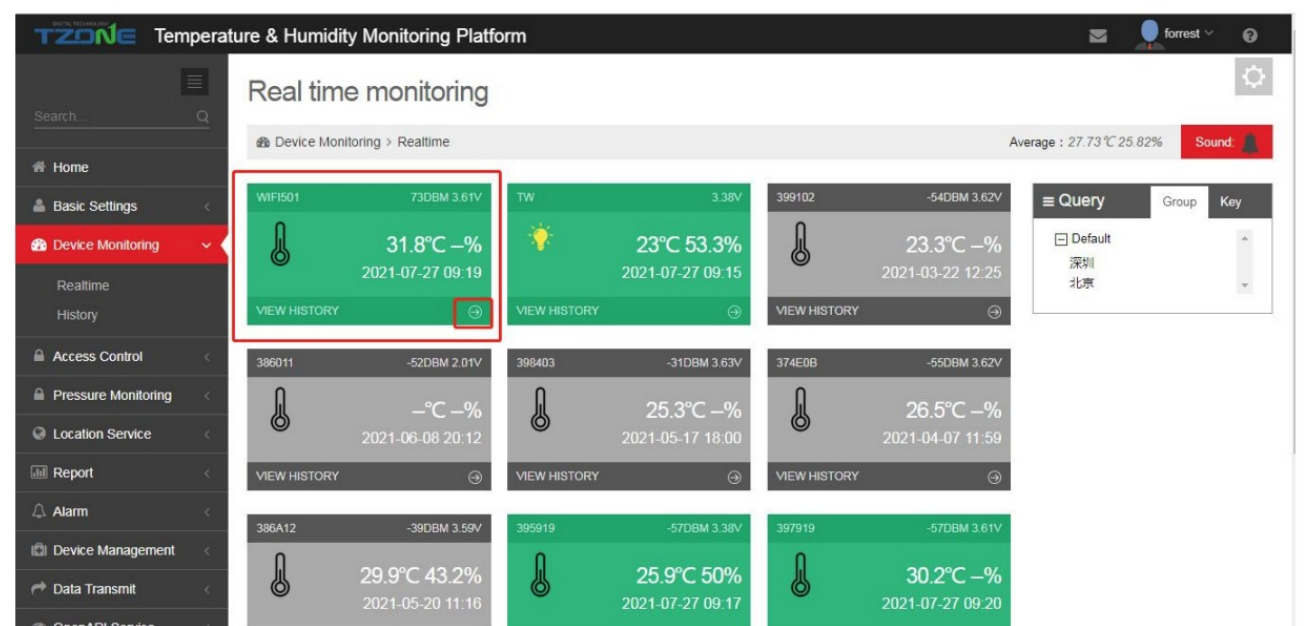 DIGITAL TECHNOLOGY
TZONE Temperature & Humidity Monitoring Platform
forrest
Search...
Home
Basic Settings
Device Monitoring
Realtime
History
Access Control
Pressure Monitoring
Location Service
Report
Alarm
Device Management
Data Transmit
OpenAPI Service
Real time monitoring
Device Monitoring > Realtime
Average : 27.73℃ 25.82%
Sound:
WIFI501 73DBM 3.61V
31.8°C --%
2021-07-27 09:19
VIEW HISTORY
TW 3.38V
23°C 53.3%
2021-07-27 09:15
VIEW HISTORY
399102 -54DBM 3.62V
23.3°C --%
2021-03-22 12:25
VIEW HISTORY
Query Group Key
Default
深圳
北京
386011 -52DBM 2.01V
--°C --%
2021-06-08 20:12
VIEW HISTORY
398403 -31DBM 3.63V
25.3°C --%
2021-05-17 18:00
VIEW HISTORY
374E0B -55DBM 3.62V
26.5°C --%
2021-04-07 11:59
VIEW HISTORY
386A12 -39DBM 3.59V
29.9°C 43.2%
2021-05-20 11:16
395919 -57DBM 3.38V
25.9°C 50%
2021-07-27 09:17
397919 -57DBM 3.61V
30.2°C --%
2021-07-27 09:20